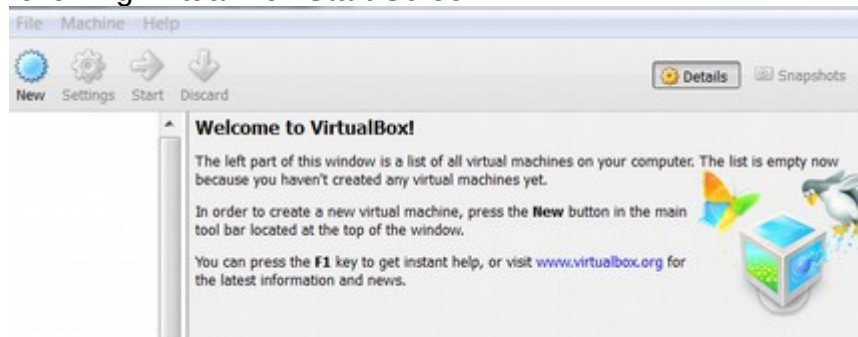 File Machine Help
New Settings Start Discard
Details Snapshots
Welcome to VirtualBox!
The left part of this window is a list of all virtual machines on your computer. The list is empty now
because you haven't created any virtual machines yet.
In order to create a new virtual machine, press the New button in the main
tool bar located at the top of the window.
You can press the F1 key to get instant help, or visit www.virtualbox.org for
the latest information and news.